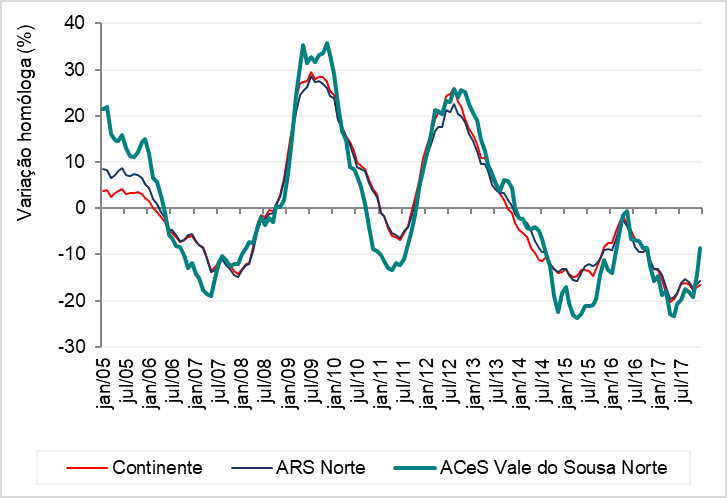 Variação homóloga (%)
40
30
20
10
0
-10
-20
-30
jan/05
jul/05
jan/06
jul/06
jan/07
jul/07
jan/08
jul/08
jan/09
jul/09
jan/10
jul/10
jan/11
jul/11
jan/12
jul/12
jan/13
jul/13
jan/14
jul/14
jan/15
jul/15
jan/16
jul/16
jan/17
jul/17
Continente ARS Norte ACeS Vale do Sousa Norte